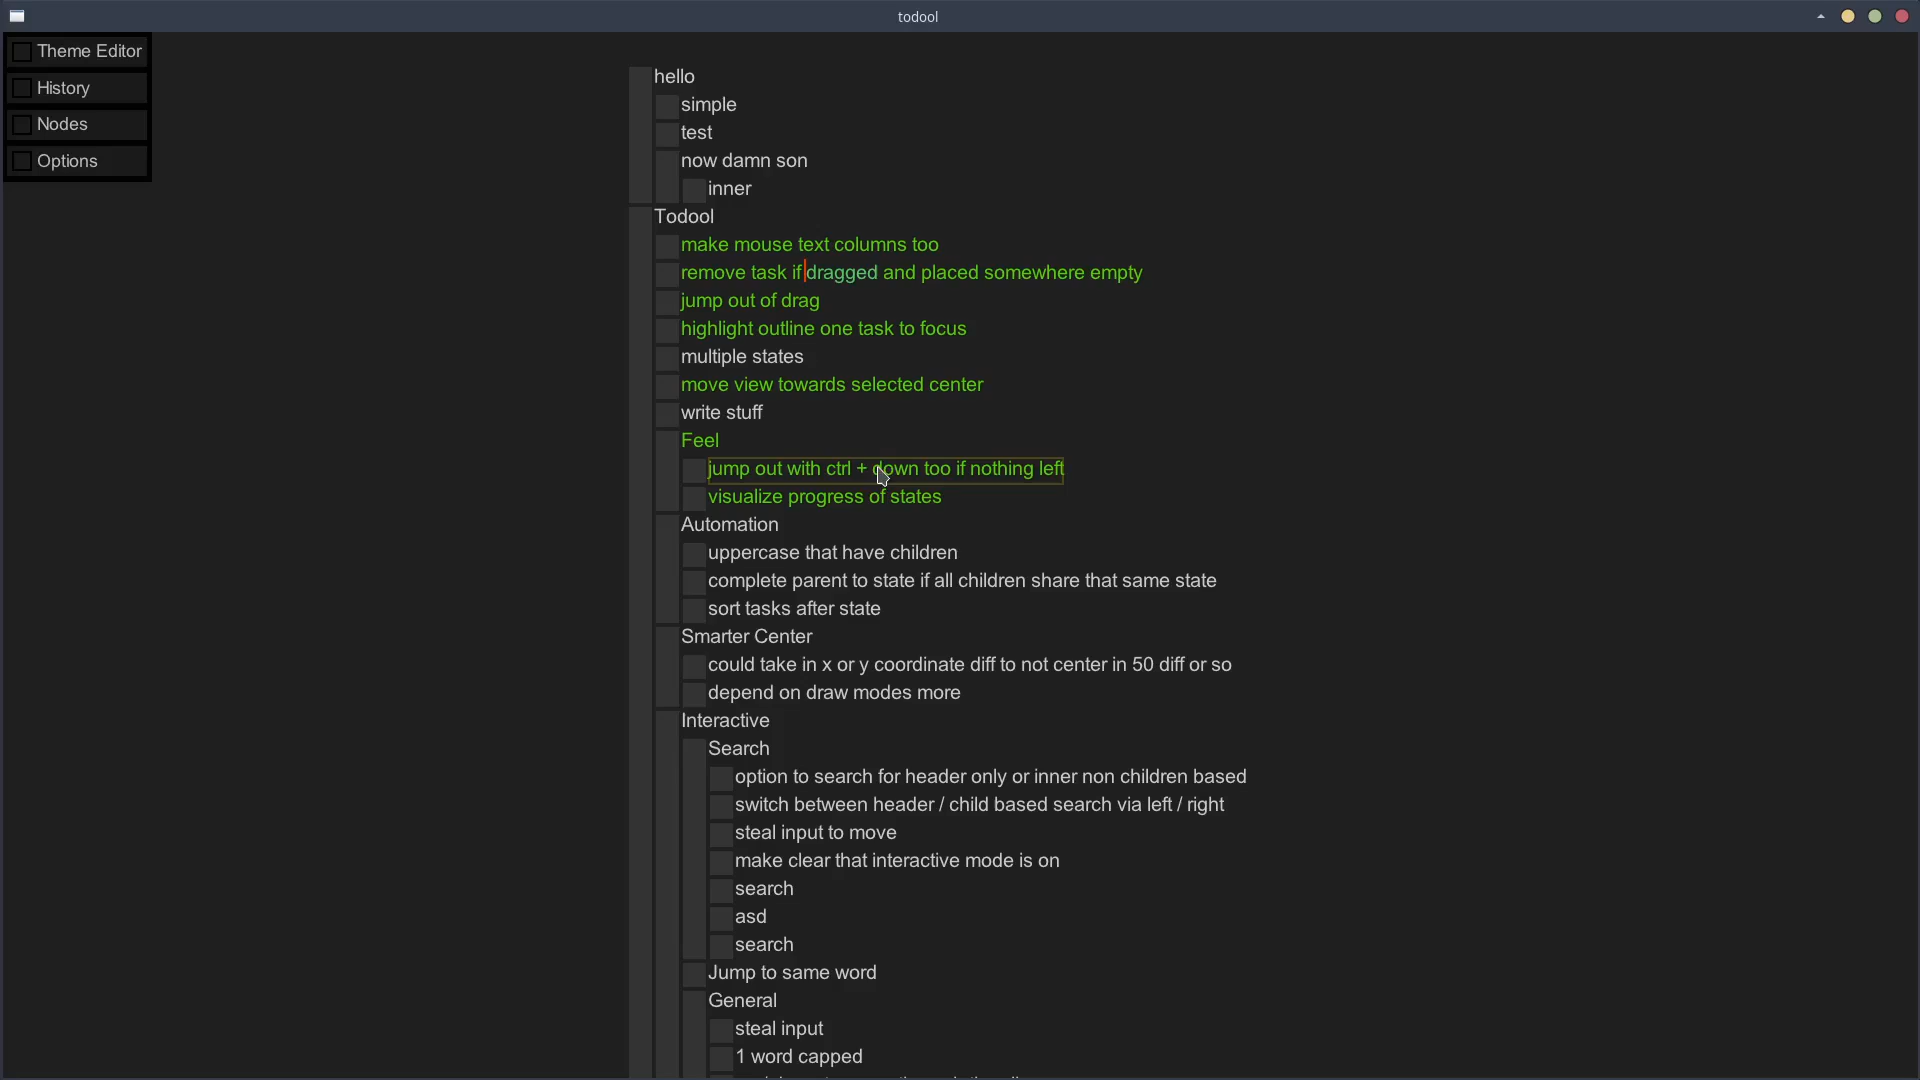 todool
Theme Editor
History
Nodes
Options
hello
simple
test
now damn son
inner
Todool
make mouse text columns too
remove task if dragged and placed somewhere empty
jump out of drag
highlight outline one task to focus
multiple states
move view towards selected center
write stuff
Feel
jump out with ctrl + down too if nothing left
visualize progress of states
Automation
uppercase that have children
complete parent to state if all children share that same state
sort tasks after state
Smarter Center
could take in x or y coordinate diff to not center in 50 diff or so
depend on draw modes more
Interactive
Search
option to search for header only or inner non children based
switch between header / child based search via left / right
steal input to move
make clear that interactive mode is on
search
asd
search
Jump to same word
General
steal input
1 word capped